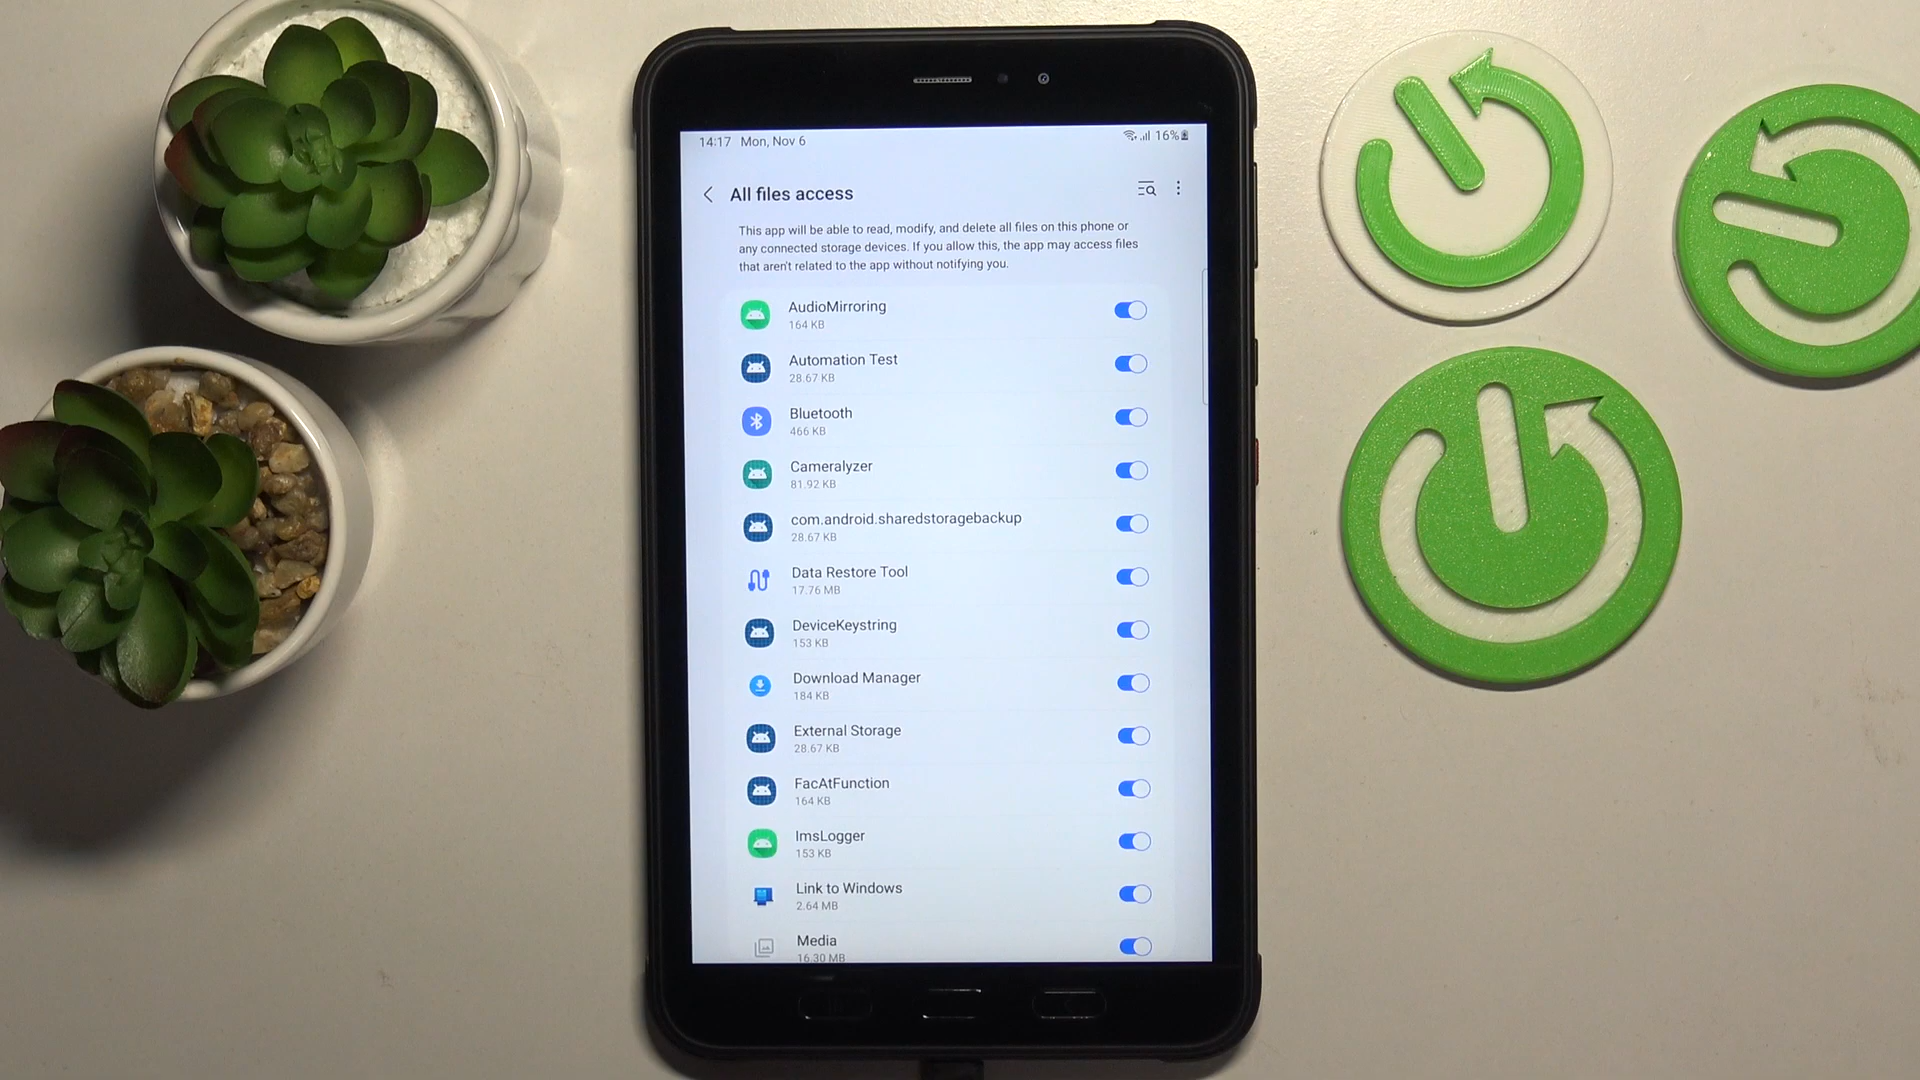 14:17 Mon, Nov 6
16%
All files access
This app will be able to read, modify, and delete all files on this phone or
any connected storage devices. If you allow this, the app may access files
that aren't related to the app without notifying you.
AudioMirroring
164 KB
Automation Test
28.67 KB
Bluetooth
466 KB
Cameralyzer
81.92 KB
com.android.sharedstoragebackup
28.67 KB
Data Restore Tool
17.76 MB
DeviceKeystring
153 KB
Download Manager
184 KB
External Storage
28.67 KB
FacAtFunction
164 KB
ImsLogger
153 KB
Link to Windows
2.64 MB
Media
16.30 MB